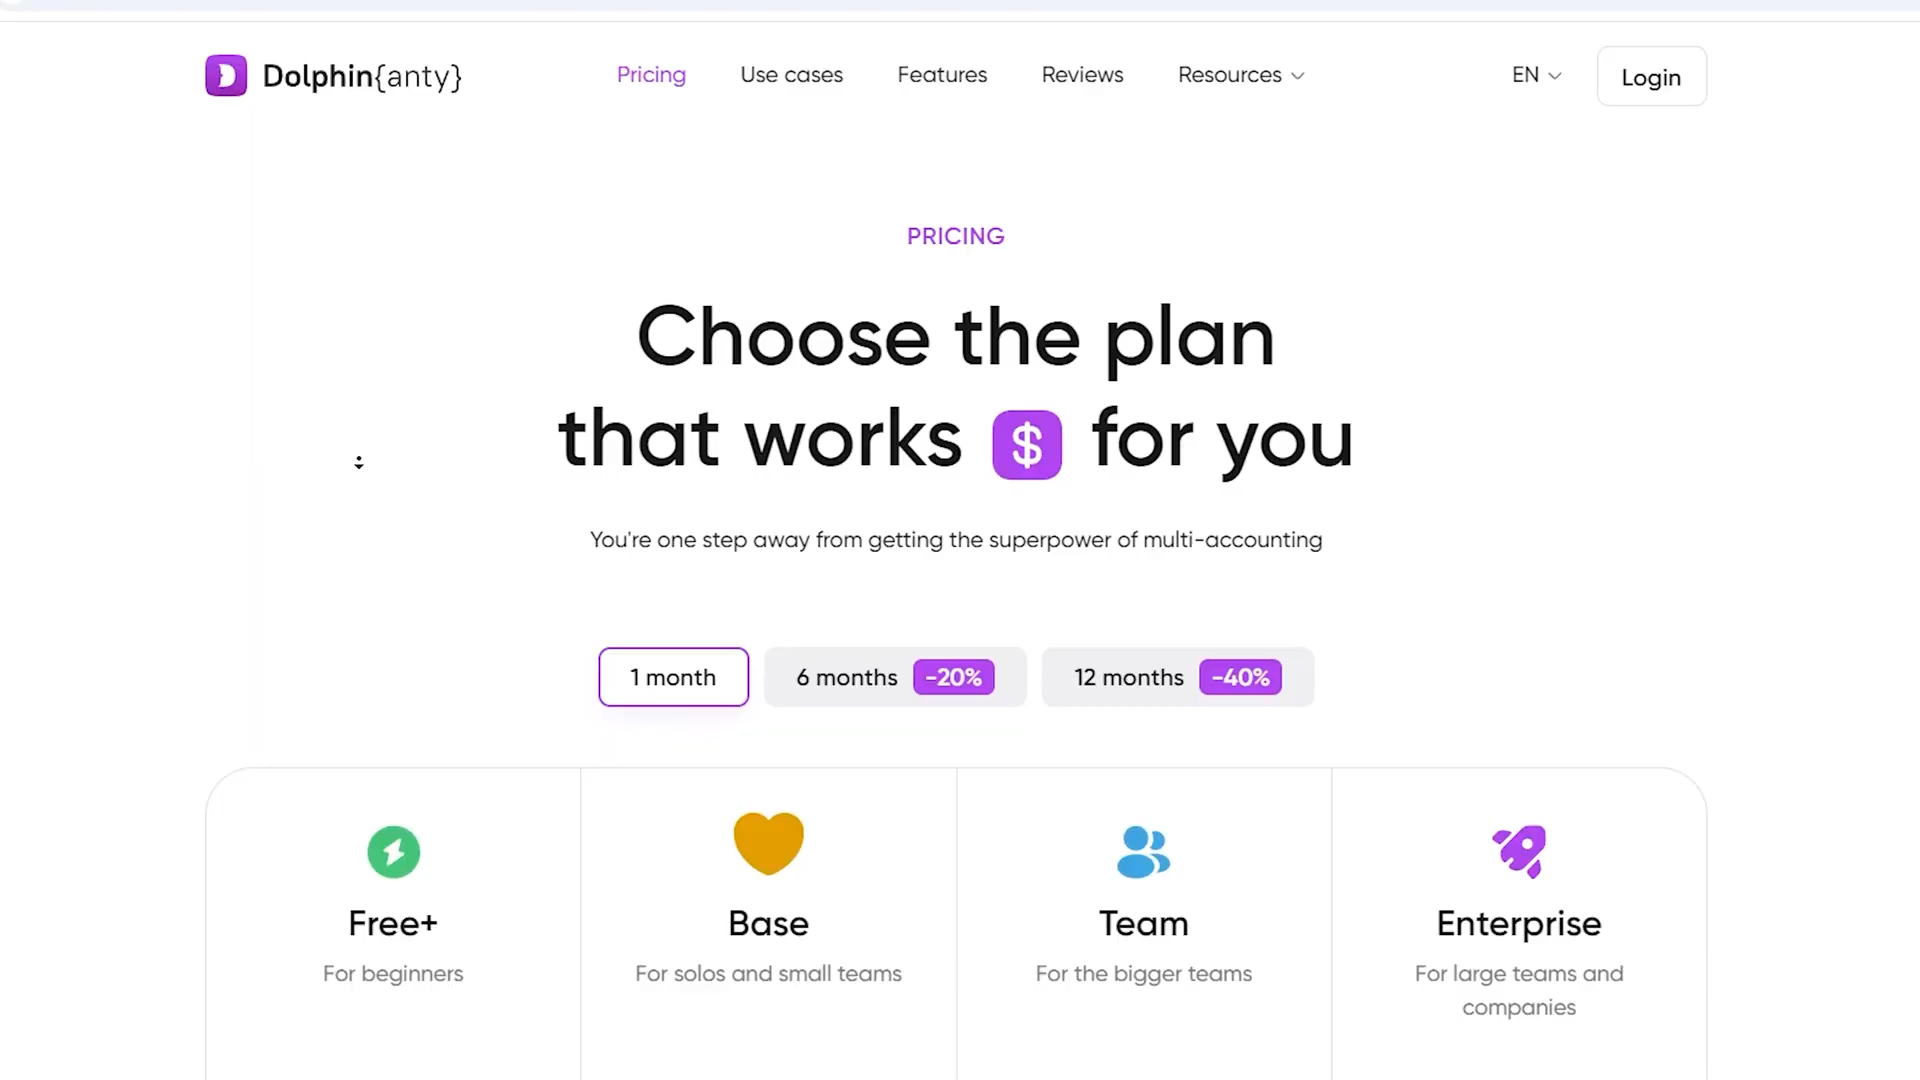 Dolphin{anty}
Pricing
Use cases
Features
Reviews
Resources
EN
Login
PRICING
Choose the plan
that works $ for you
You're one step away from getting the superpower of multi-accounting
1 month
6 months -20%
12 months -40%
Free+
For beginners
Base
For solos and small teams
Team
For the bigger teams
Enterprise
For large teams and
companies